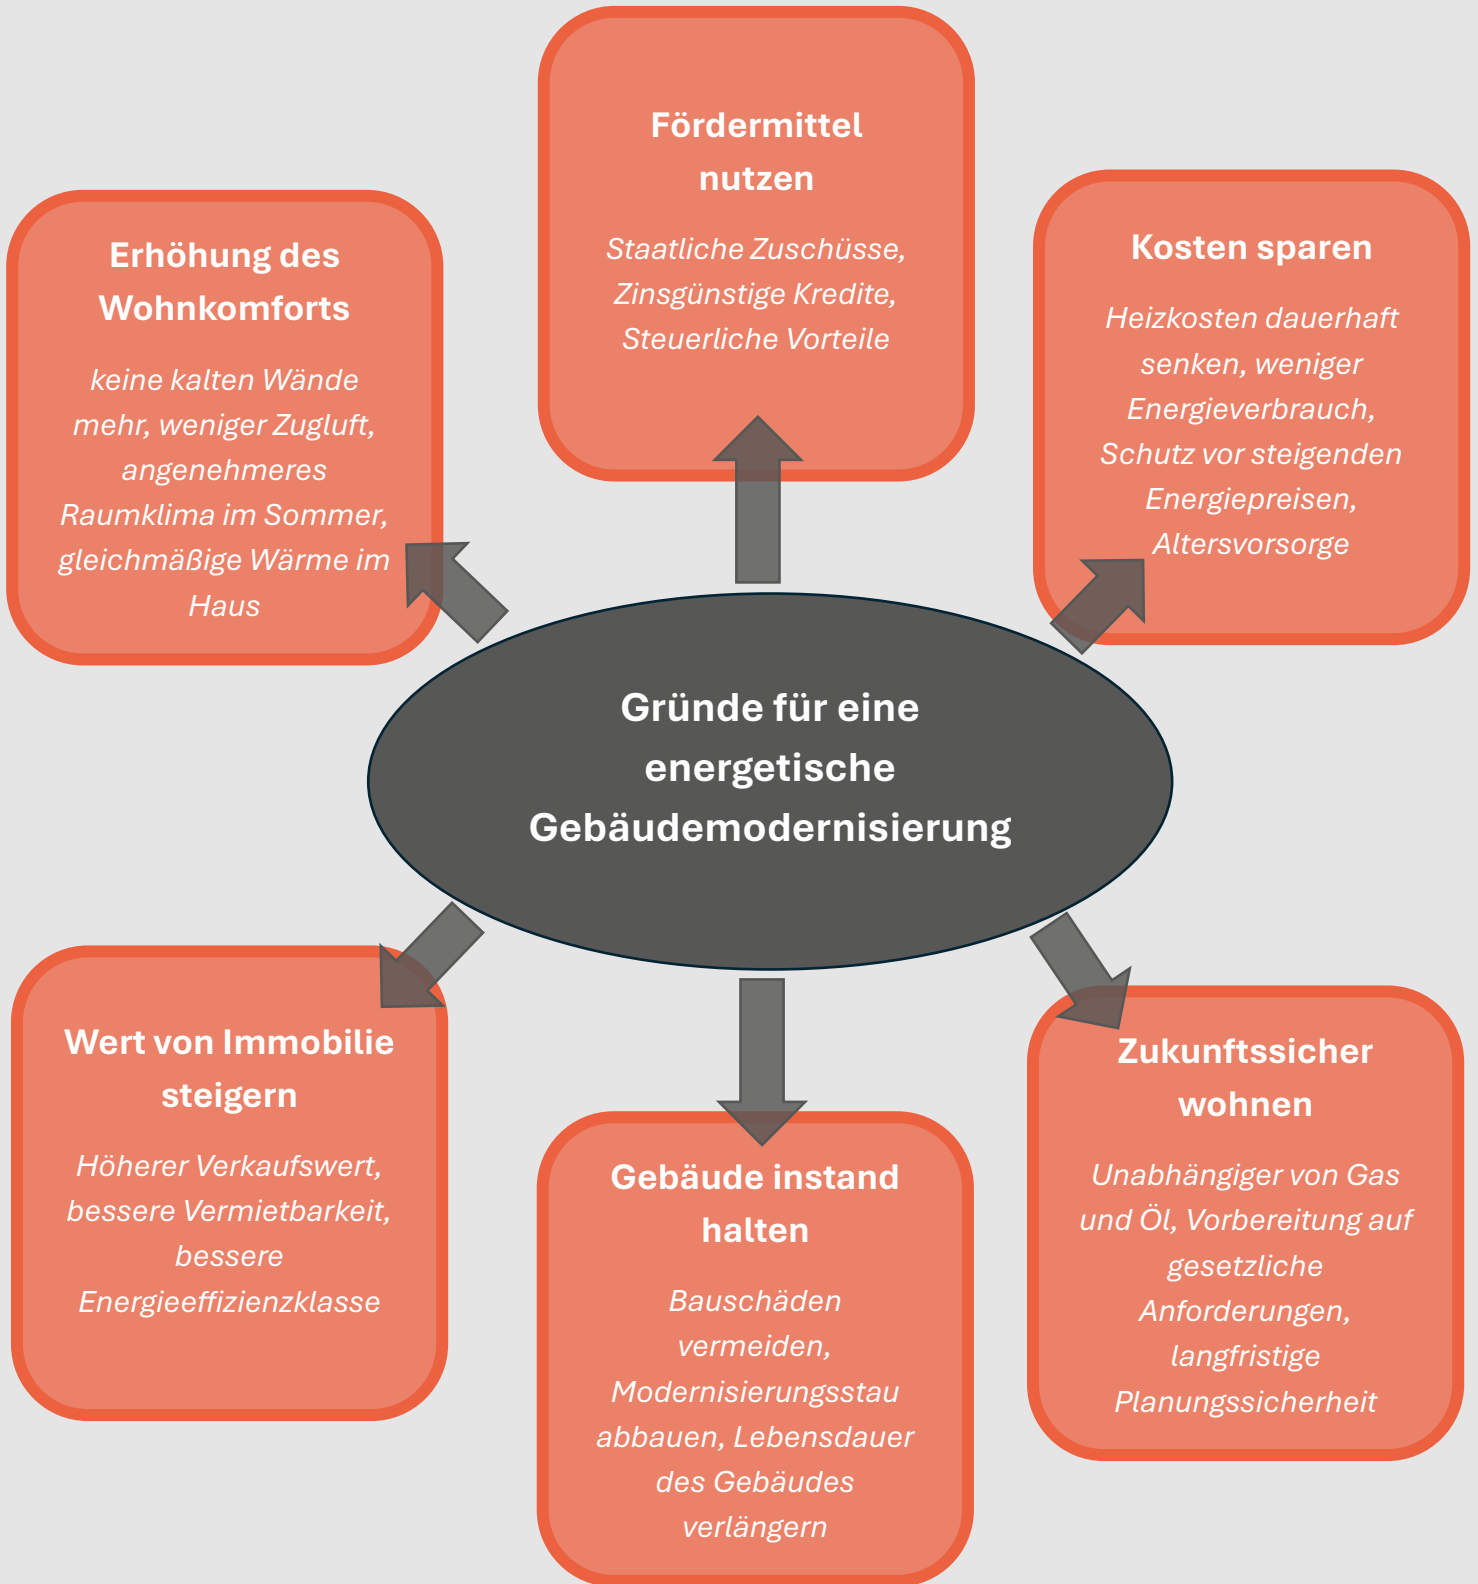 Fördermittel
nutzen
Staatliche Zuschüsse,
Zinsgünstige Kredite,
Steuerliche Vorteile
Erhöhung des
Wohnkomforts
keine kalten Wände
mehr, weniger Zugluft,
angenehmeres
Raumklima im Sommer,
gleichmäßige Wärme im
Haus
Kosten sparen
Heizkosten dauerhaft
senken, weniger
Energieverbrauch,
Schutz vor steigenden
Energiepreisen,
Altersvorsorge
Gründe für eine
energetische
Gebäudemodernisierung
Wert von Immobilie
steigern
Höherer Verkaufswert,
bessere Vermietbarkeit,
bessere
Energieeffizienzklasse
Gebäude instand
halten
Bauschäden
vermeiden,
Modernisierungsstau
abbauen, Lebensdauer
des Gebäudes
verlängern
Zukunftssicher
wohnen
Unabhängiger von Gas
und Öl, Vorbereitung auf
gesetzliche
Anforderungen,
langfristige
Planungssicherheit